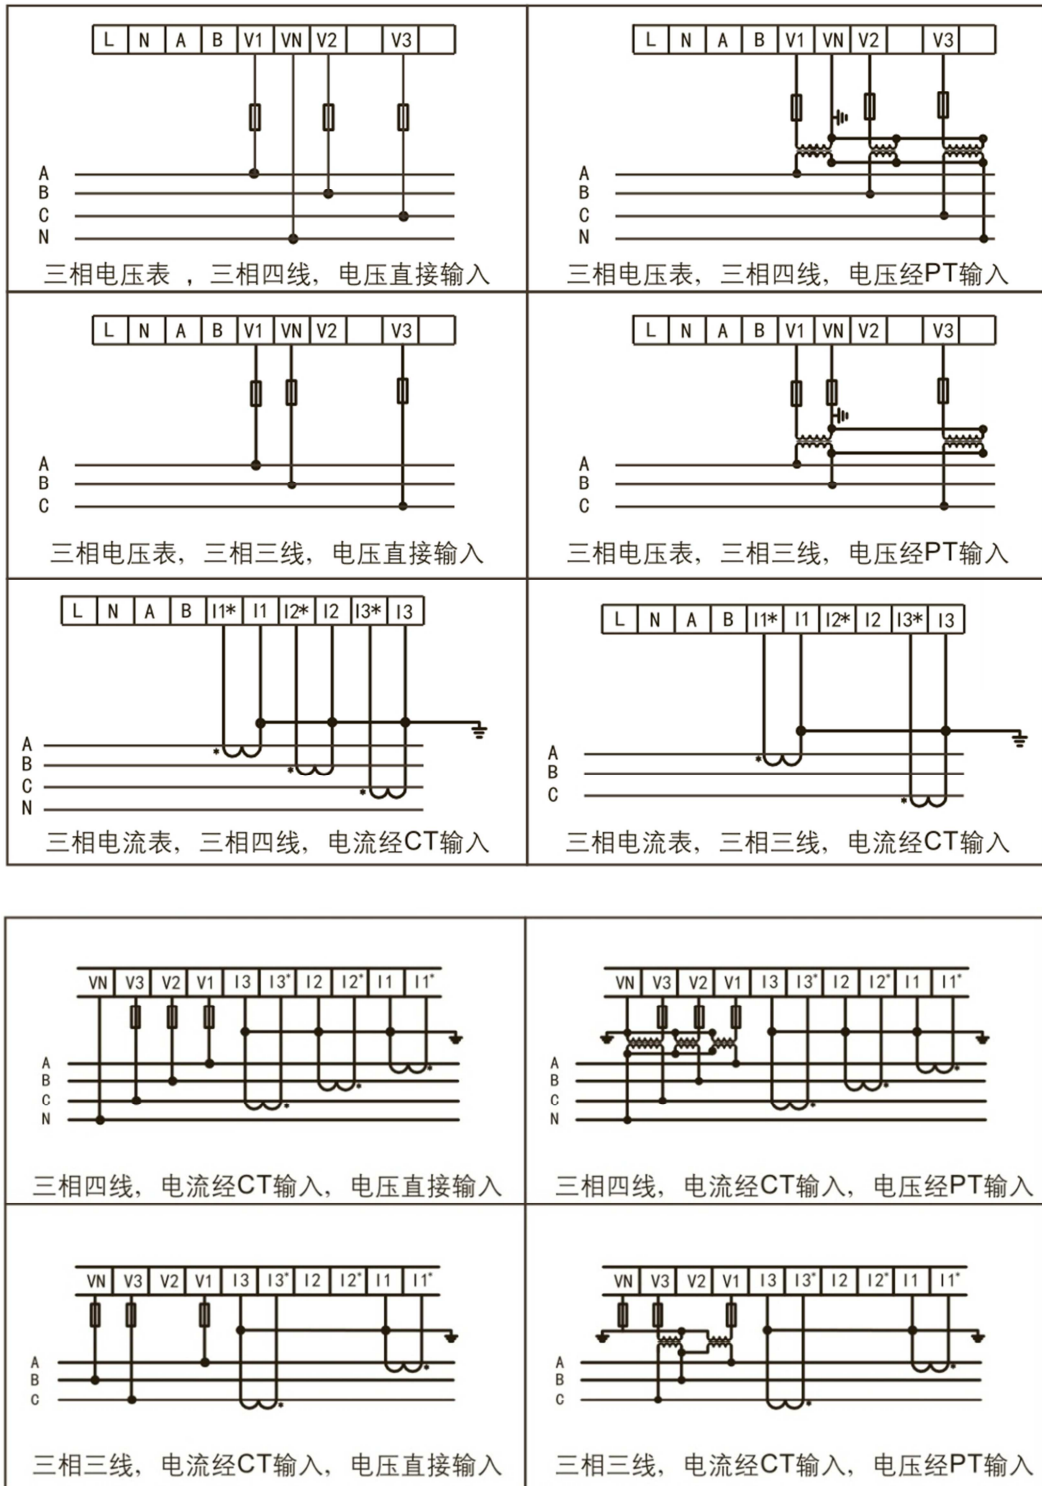 L N A B V1 VN V2 V3
A
B
C
N
三相电压表 ，三相四线，电压直接输入
L N A B V1 VN V2 V3
A
B
C
N
三相电压表，三相四线，电压经PT输入
L N A B V1 VN V2 V3
A
B
C
三相电压表，三相三线，电压直接输入
L N A B V1 VN V2 V3
A
B
C
三相电压表，三相三线，电压经PT输入
L N A B I1* I1 I2* I2 I3* I3
A *
B *
C *
N
三相电流表，三相四线，电流经CT输入
L N A B I1* I1 I2* I2 I3* I3
A *
B
C *
三相电流表，三相三线，电流经CT输入
VN V3 V2 V1 I3 I3* I2 I2* I1 I1*
A *
B *
C *
N
三相四线，电流经CT输入，电压直接输入
VN V3 V2 V1 I3 I3* I2 I2* I1 I1*
A *
B *
C *
N
三相四线，电流经CT输入，电压经PT输入
VN V3 V2 V1 I3 I3* I2 I2* I1 I1*
A *
B
C *
三相三线，电流经CT输入，电压直接输入
VN V3 V2 V1 I3 I3* I2 I2* I1 I1*
A *
B
C *
三相三线，电流经CT输入，电压经PT输入